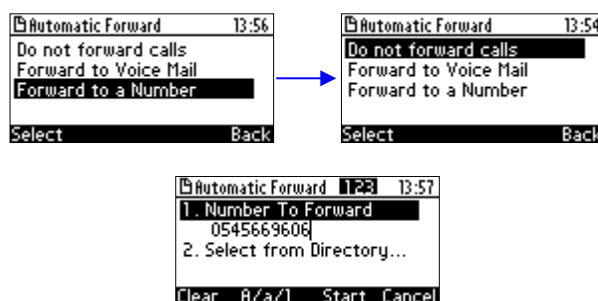 Automatic Forward 13:56
Do not forward calls
Forward to Voice Mail
Forward to a Number
Select Back
Automatic Forward 13:54
Do not forward calls
Forward to Voice Mail
Forward to a Number
Select Back
Automatic Forward 123 13:57
1. Number To Forward
0545669606
2. Select from Directory...
Clear A/a/1 Start Cancel